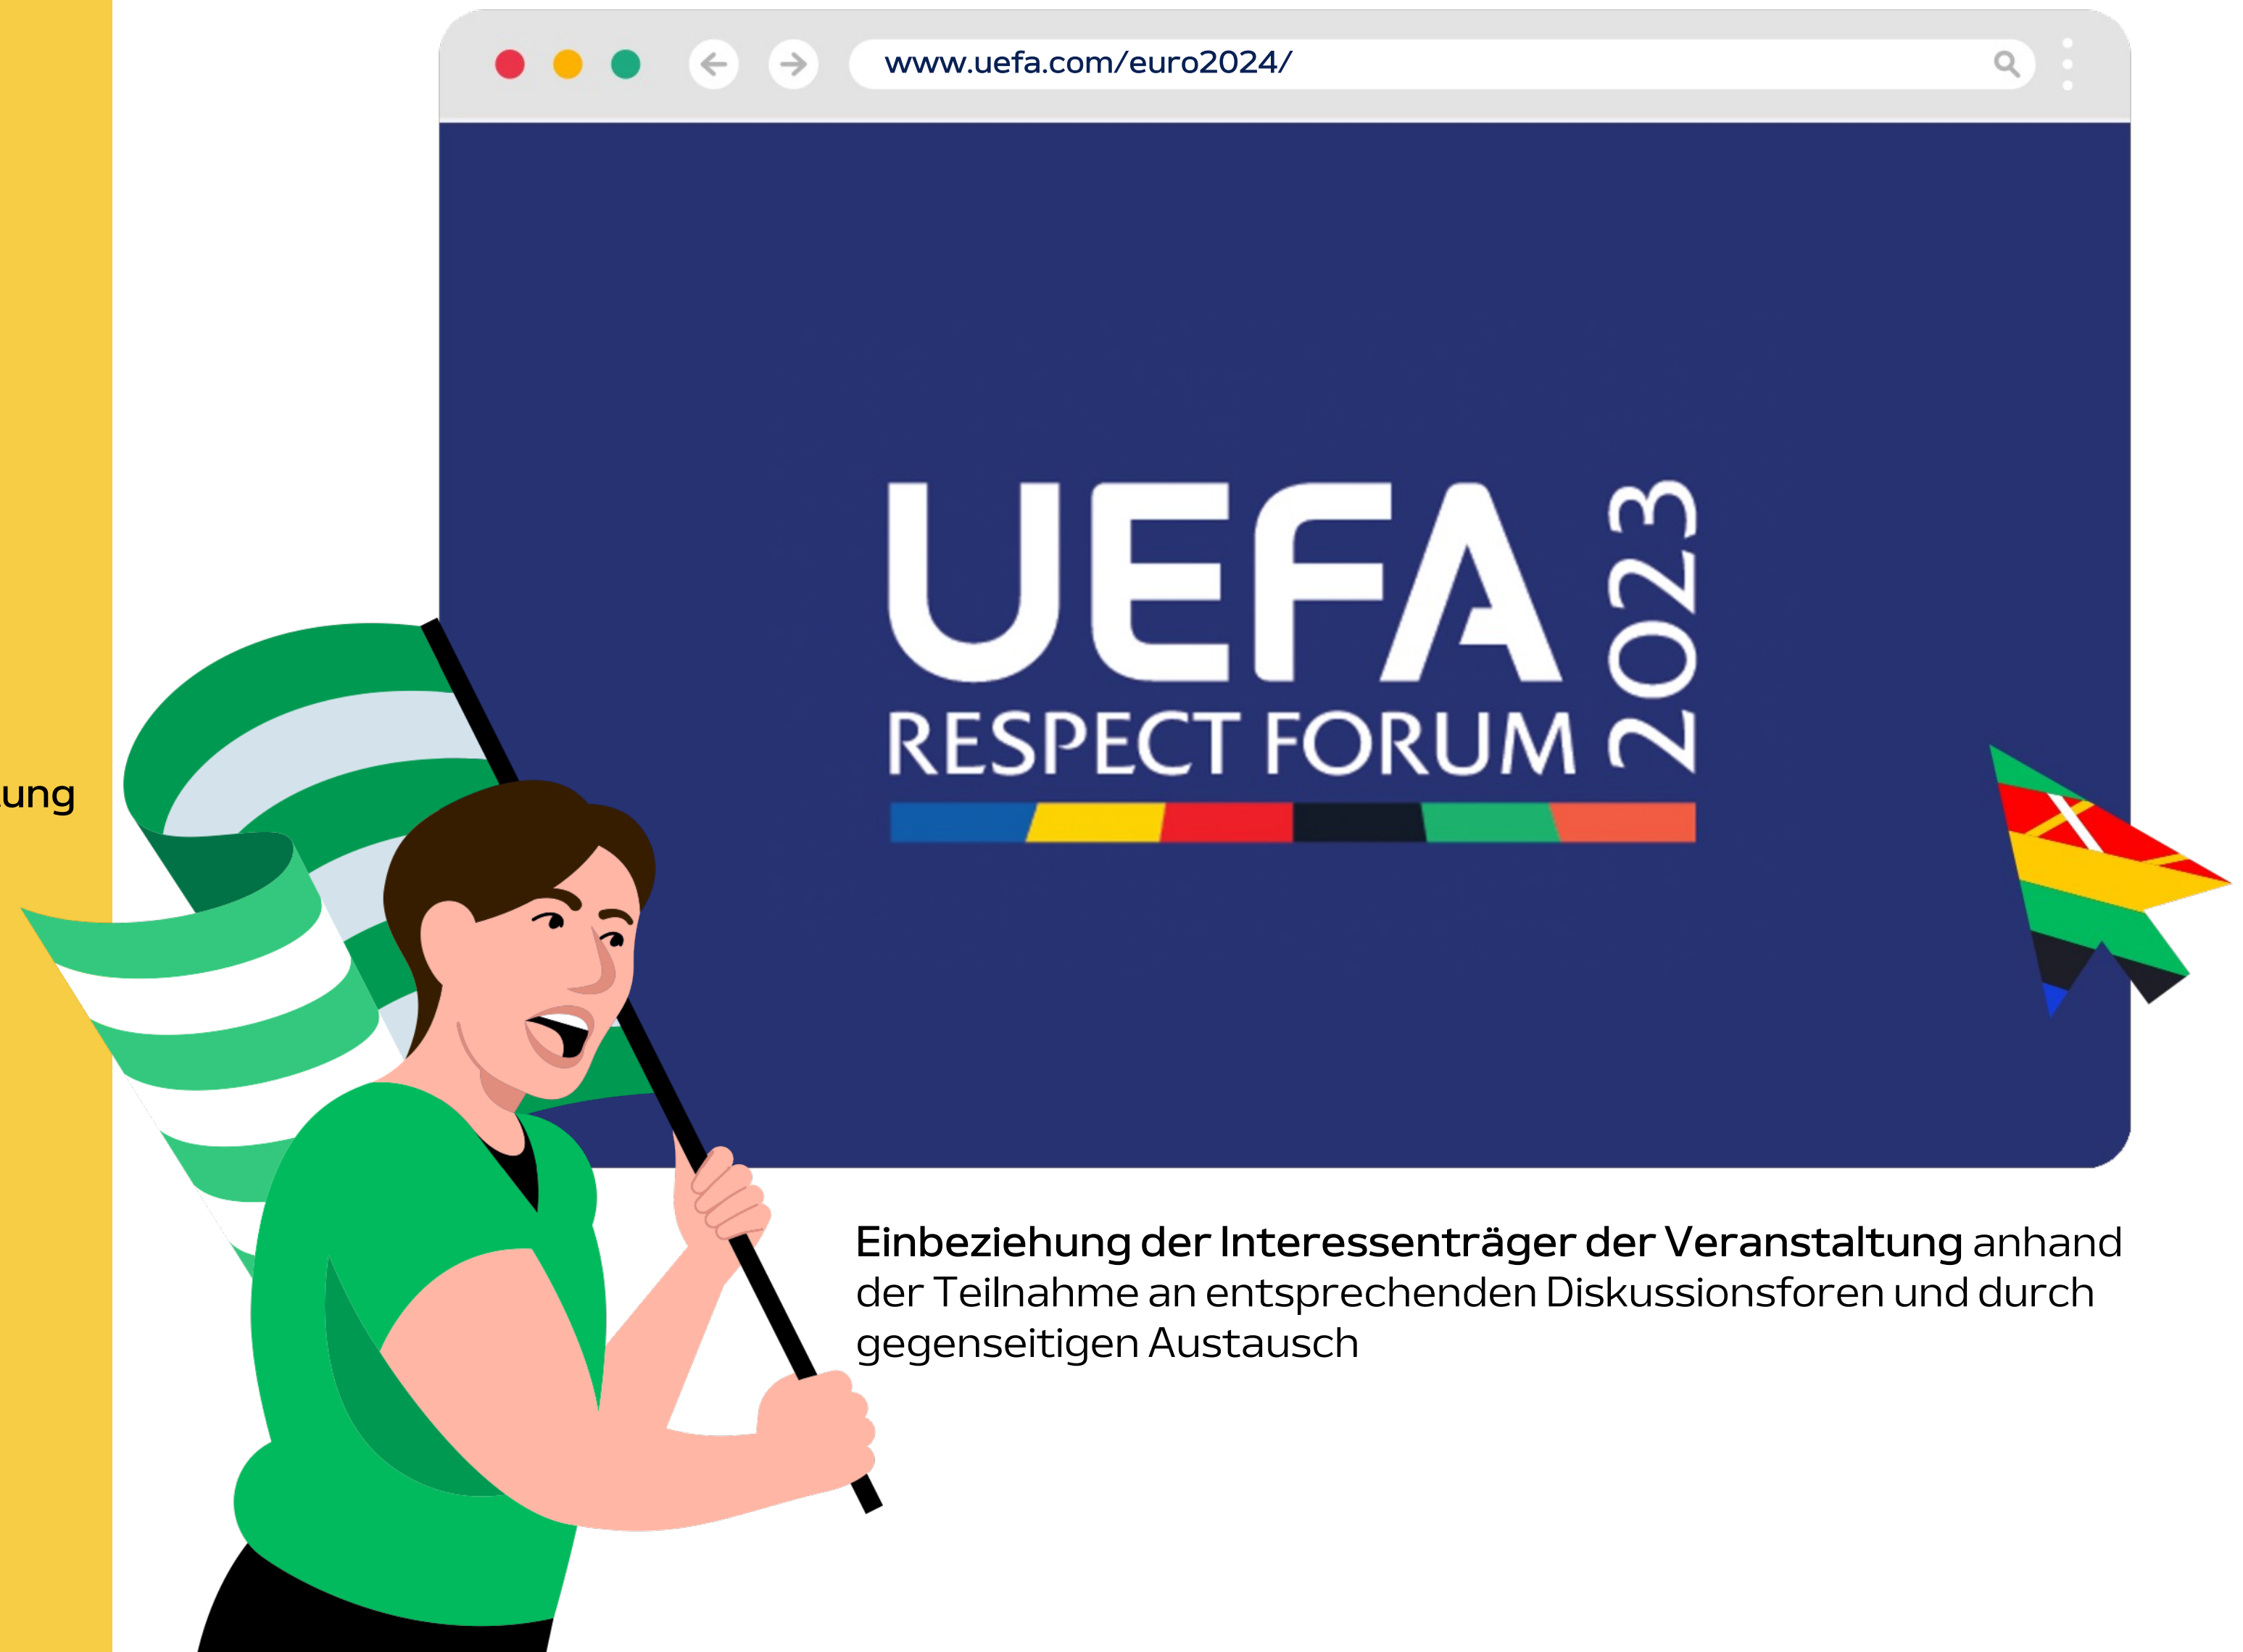 www.uefa.com/euro2024/
UEFA
RESPECT FORUM
2023
Einbeziehung der Interessenträger der Veranstaltung anhand
der Teilnahme an entsprechenden Diskussionsforen und durch
gegenseitigen Austausch